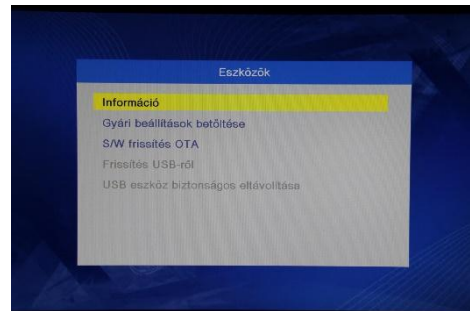 Eszközök
Információ
Gyári beállítások betöltése
S/W frissítés OTA
Frissítés USB-ről
USB eszköz biztonságos eltávolítása